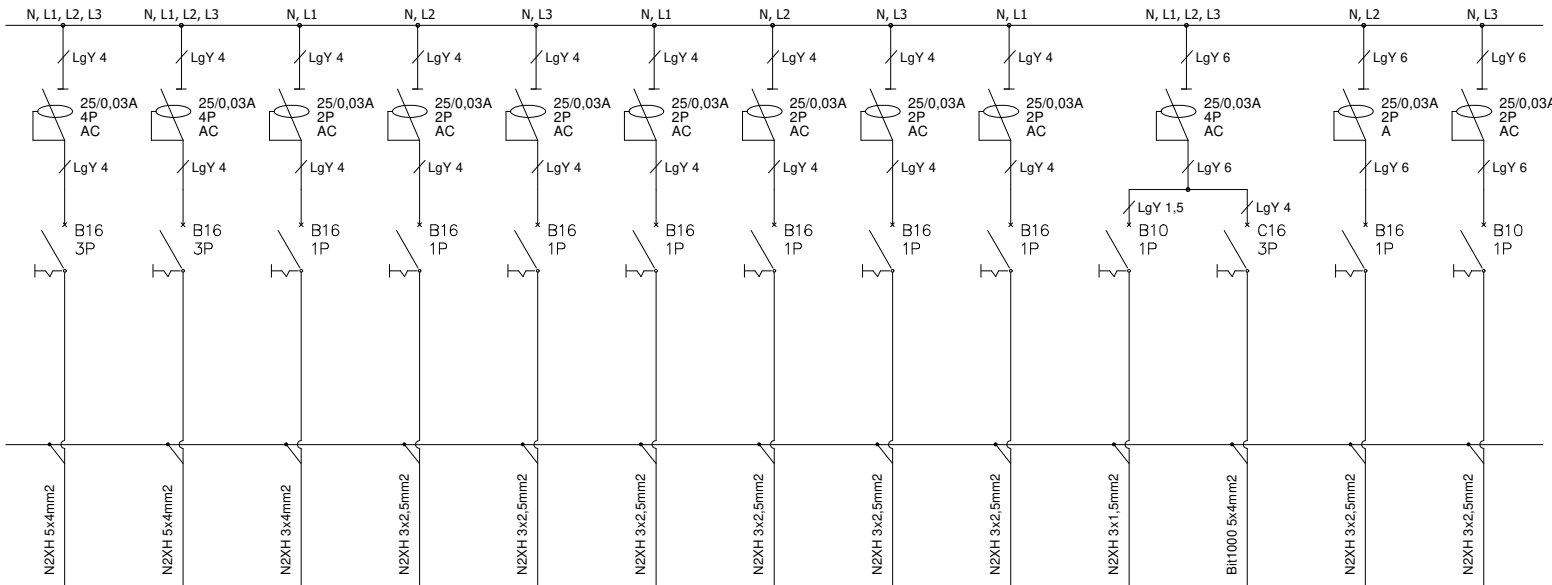 N, L1, L2, L3
N, L1, L2, L3
N, L1
N, L2
N, L3
N, L1
N, L2
N, L3
N, L1
N, L1, L2, L3
N, L2
N, L3
LgY 4
LgY 4
LgY 4
LgY 4
LgY 4
LgY 4
LgY 4
LgY 4
LgY 4
LgY 6
LgY 6
LgY 6
25/0,03A
4P
AC
25/0,03A
4P
AC
25/0,03A
2P
AC
25/0,03A
2P
AC
25/0,03A
2P
AC
25/0,03A
2P
AC
25/0,03A
2P
AC
25/0,03A
2P
AC
25/0,03A
2P
AC
25/0,03A
4P
AC
25/0,03A
2P
A
25/0,03A
2P
AC
LgY 4
LgY 4
LgY 4
LgY 4
LgY 4
LgY 4
LgY 4
LgY 4
LgY 4
LgY 6
LgY 6
LgY 6
LgY 1,5
LgY 4
B16
3P
B16
3P
B16
1P
B16
1P
B16
1P
B16
1P
B16
1P
B16
1P
B16
1P
B10
1P
C16
3P
B16
1P
B10
1P
N2XH 5x4mm2
N2XH 5x4mm2
N2XH 3x4mm2
N2XH 3x2,5mm2
N2XH 3x2,5mm2
N2XH 3x2,5mm2
N2XH 3x2,5mm2
N2XH 3x2,5mm2
N2XH 3x2,5mm2
N2XH 3x1,5mm2
Bit1000 5x4mm2
N2XH 3x2,5mm2
N2XH 3x2,5mm2